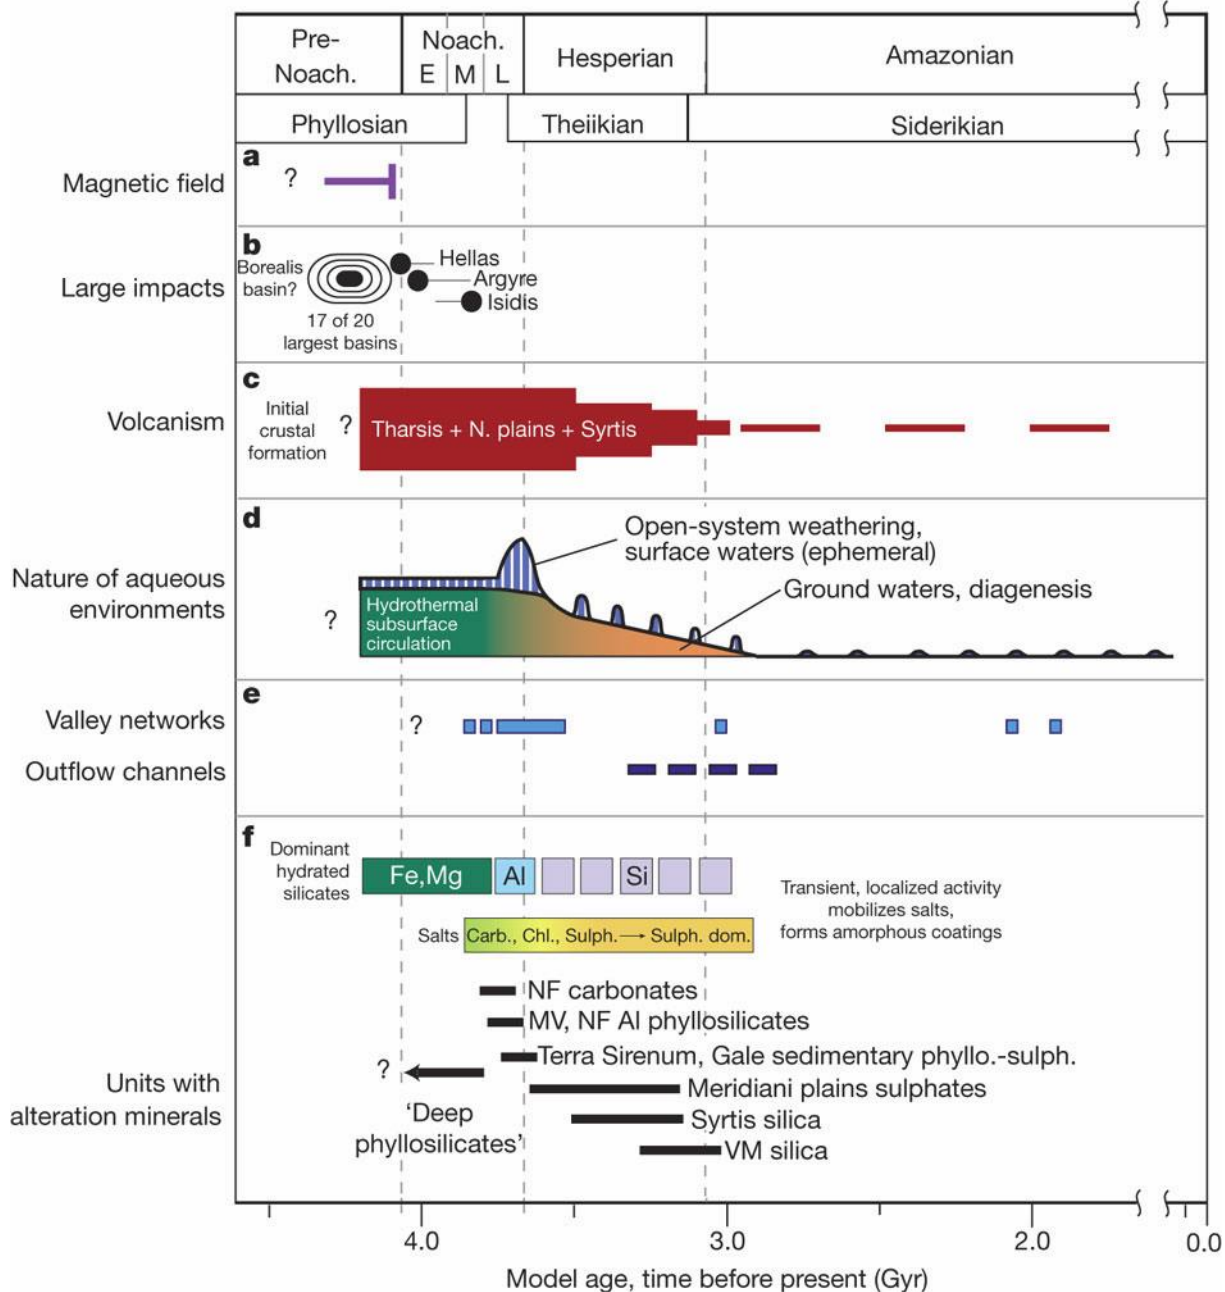 Pre-
Noach.
Noach.
E M L
Hesperian
Amazonian
Phyllosian
Theiikian
Siderikian
a
Magnetic field
?
b
Large impacts
Borealis
basin?
17 of 20
largest basins
Hellas
Argyre
Isidis
c
Volcanism
Initial
crustal
formation
?
Tharsis + N. plains + Syrtis
d
Nature of aqueous
environments
?
Open-system weathering,
surface waters (ephemeral)
Ground waters, diagenesis
Hydrothermal
subsurface
circulation
e
Valley networks
?
Outflow channels
f
Dominant
hydrated
silicates
Fe,Mg
Al
Si
Transient, localized activity
mobilizes salts,
forms amorphous coatings
Salts
Carb., Chl., Sulph. → Sulph. dom.
NF carbonates
MV, NF Al phyllosilicates
Terra Sirenum, Gale sedimentary phyllo.-sulph.
?
Units with
alteration minerals
'Deep
phyllosilicates'
Meridiani plains sulphates
Syrtis silica
VM silica
4.0 3.0 2.0 0.0
Model age, time before present (Gyr)